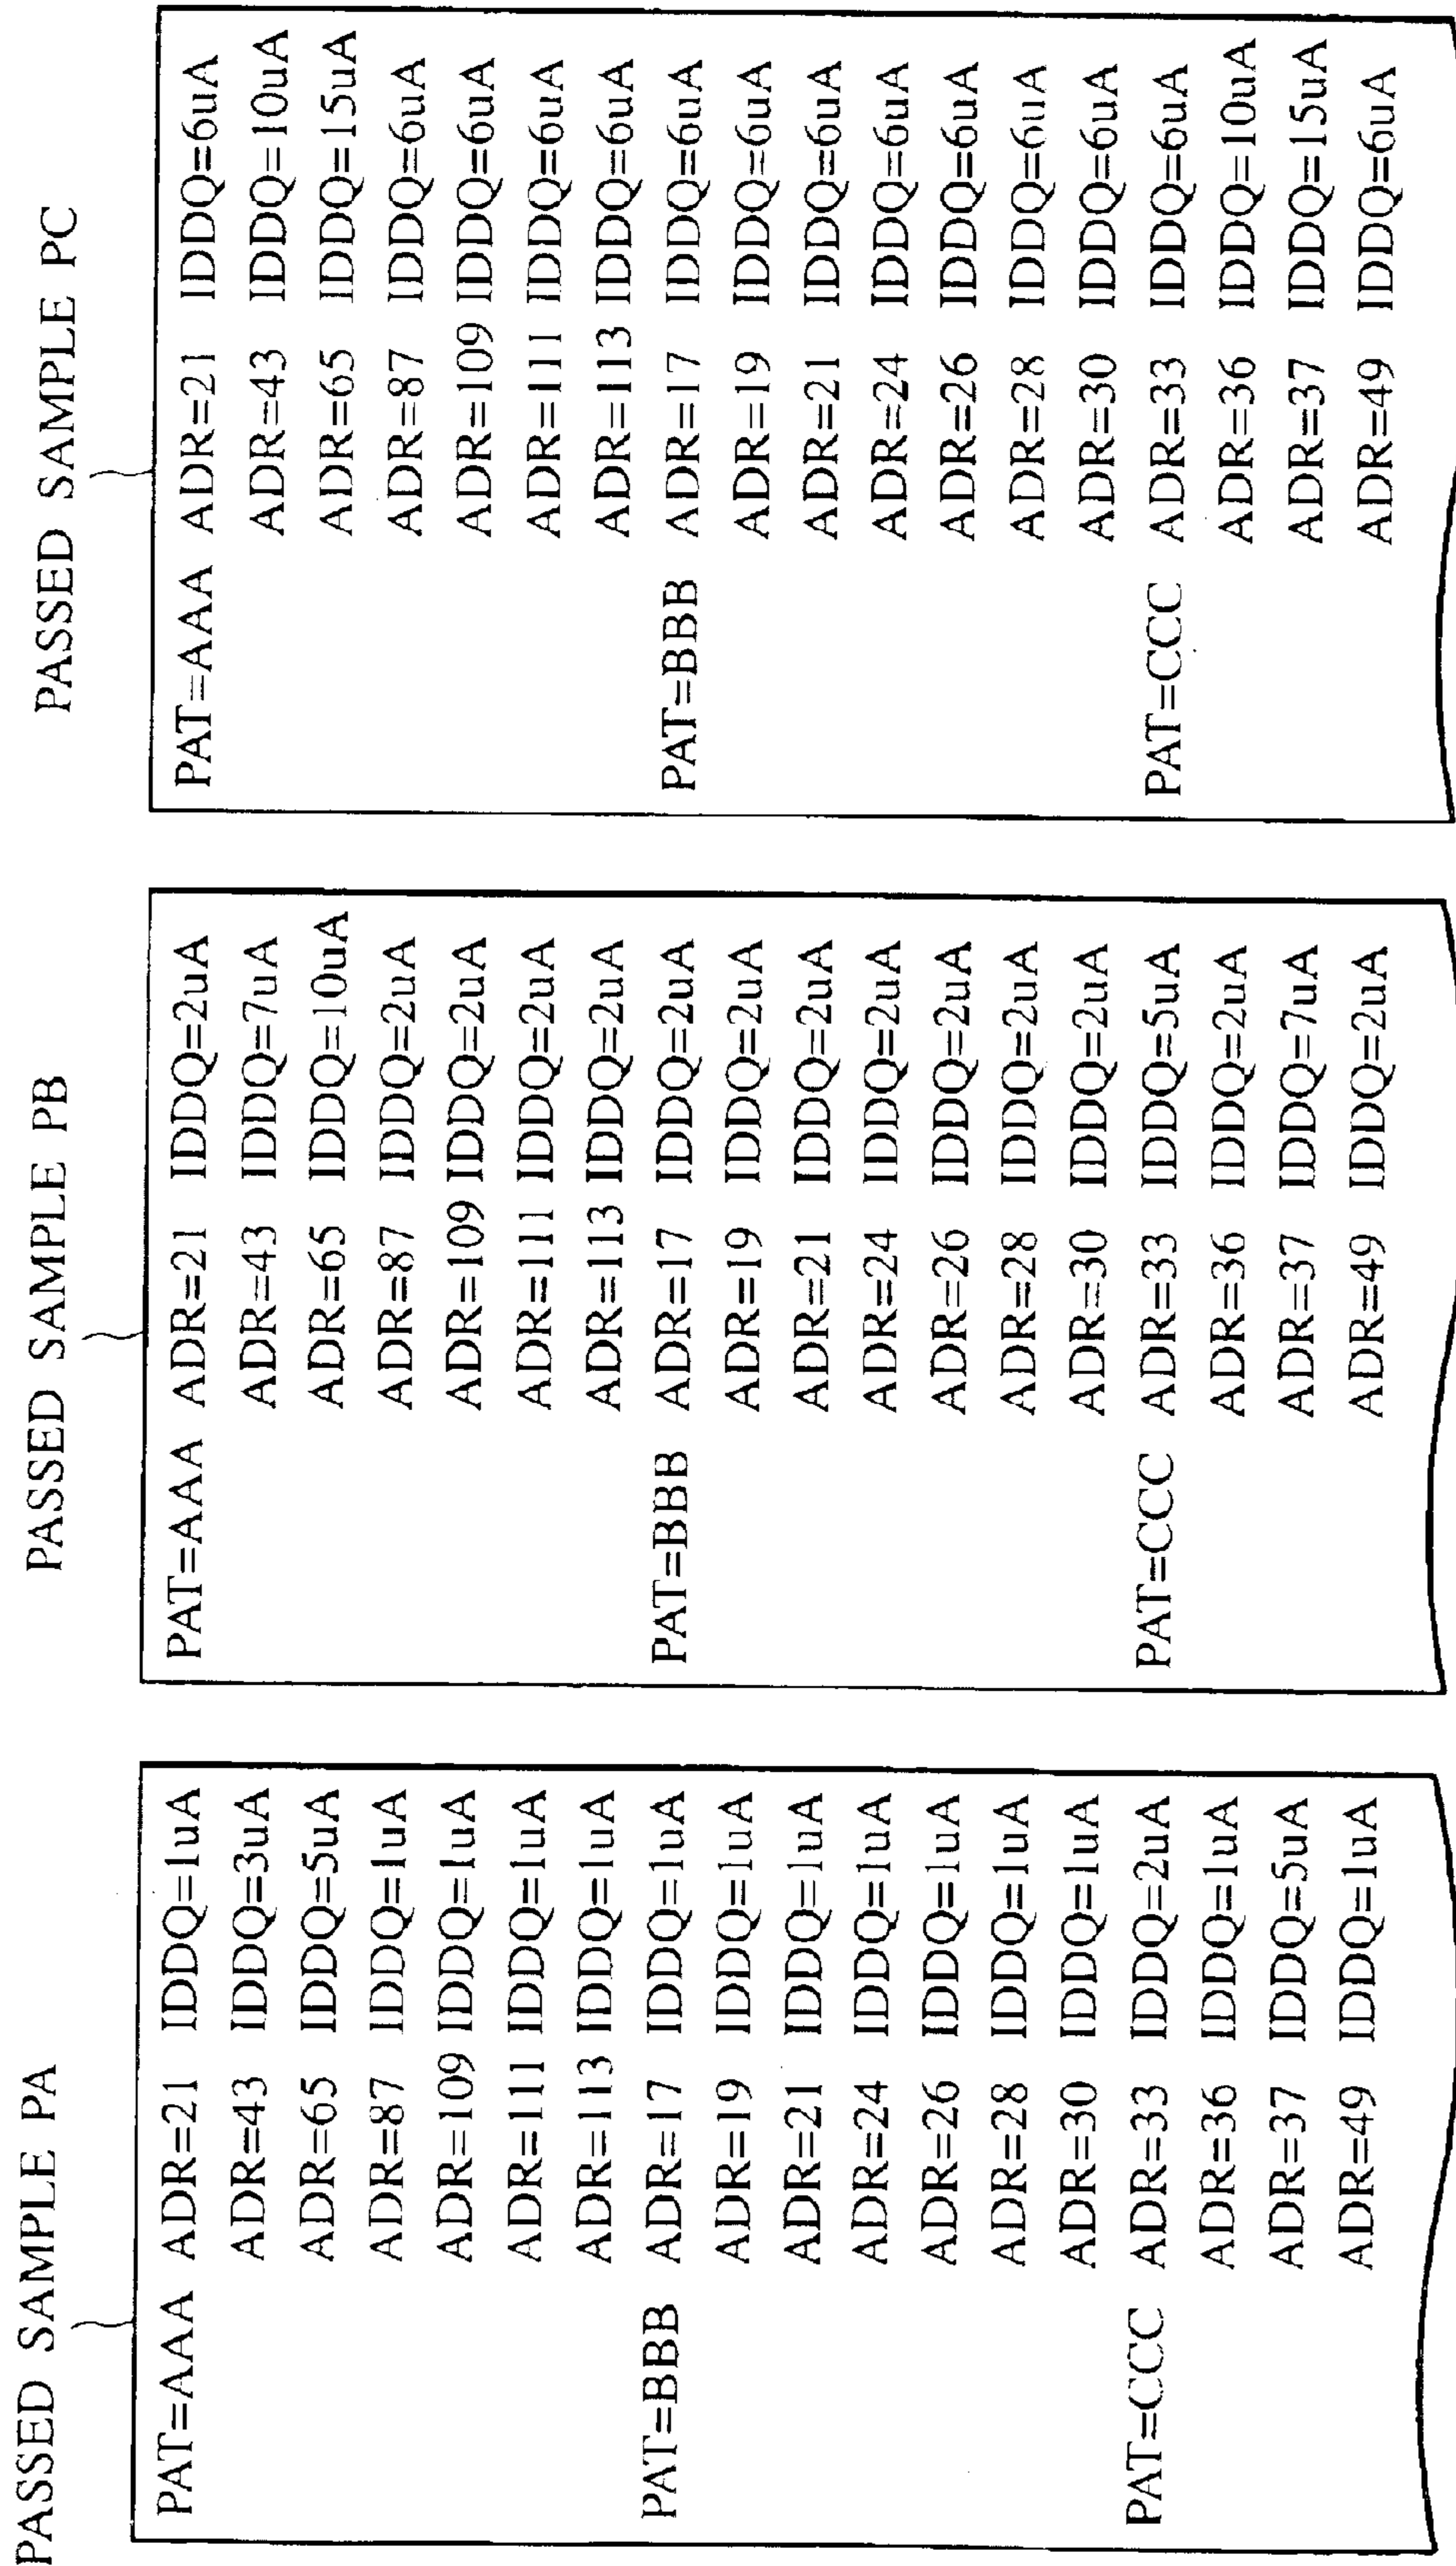 PASSED SAMPLE PA
PAT=AAA ADR=21 IDDQ=1uA
ADR=43 IDDQ=3uA
ADR=65 IDDQ=5uA
ADR=87 IDDQ=1uA
ADR=109 IDDQ=1uA
ADR=111 IDDQ=1uA
ADR=113 IDDQ=1uA
PAT=BBB ADR=17 IDDQ=1uA
ADR=19 IDDQ=1uA
ADR=21 IDDQ=1uA
ADR=24 IDDQ=1uA
ADR=26 IDDQ=1uA
ADR=28 IDDQ=1uA
ADR=30 IDDQ=1uA
PAT=CCC ADR=33 IDDQ=2uA
ADR=36 IDDQ=1uA
ADR=37 IDDQ=5uA
ADR=49 IDDQ=1uA
PASSED SAMPLE PB
PAT=AAA ADR=21 IDDQ=2uA
ADR=43 IDDQ=7uA
ADR=65 IDDQ=10uA
ADR=87 IDDQ=2uA
ADR=109 IDDQ=2uA
ADR=111 IDDQ=2uA
ADR=113 IDDQ=2uA
PAT=BBB ADR=17 IDDQ=2uA
ADR=19 IDDQ=2uA
ADR=21 IDDQ=2uA
ADR=24 IDDQ=2uA
ADR=26 IDDQ=2uA
ADR=28 IDDQ=2uA
ADR=30 IDDQ=2uA
PAT=CCC ADR=33 IDDQ=5uA
ADR=36 IDDQ=2uA
ADR=37 IDDQ=7uA
ADR=49 IDDQ=2uA
PASSED SAMPLE PC
PAT=AAA ADR=21 IDDQ=6uA
ADR=43 IDDQ=10uA
ADR=65 IDDQ=15uA
ADR=87 IDDQ=6uA
ADR=109 IDDQ=6uA
ADR=111 IDDQ=6uA
ADR=113 IDDQ=6uA
PAT=BBB ADR=17 IDDQ=6uA
ADR=19 IDDQ=6uA
ADR=21 IDDQ=6uA
ADR=24 IDDQ=6uA
ADR=26 IDDQ=6uA
ADR=28 IDDQ=6uA
ADR=30 IDDQ=6uA
PAT=CCC ADR=33 IDDQ=6uA
ADR=36 IDDQ=10uA
ADR=37 IDDQ=15uA
ADR=49 IDDQ=6uA